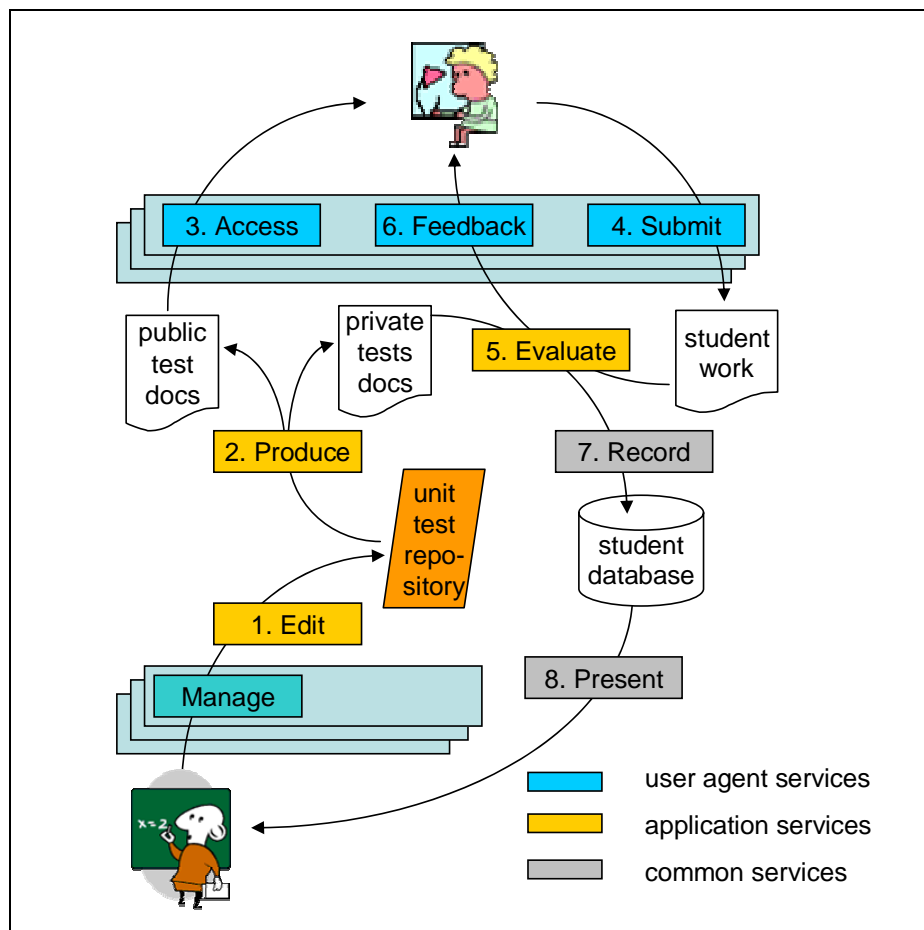 3. Access
6. Feedback
4. Submit
public
test
docs
private
tests
docs
5. Evaluate
student
work
2. Produce
7. Record
unit
test
repo-
sitory
student
database
1. Edit
Manage
8. Present
x=2
user agent services
application services
common services